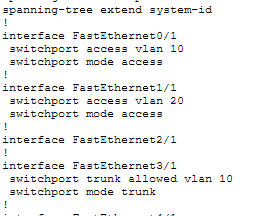 spanning-tree extend system-id
!
interface FastEthernet0/1
switchport access vlan 10
switchport mode access
!
interface FastEthernet1/1
switchport access vlan 20
switchport mode access
!
interface FastEthernet2/1
!
interface FastEthernet3/1
switchport trunk allowed vlan 10
switchport mode trunk
!